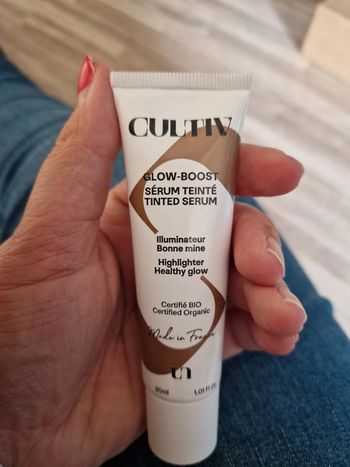 CULTIV
GLOW-BOOST
SÉRUM TEINTÉ
TINTED SERUM
Illuminateur
Bonne mine
Highlighter
Healthy glow
Certifié BIO
Certified Organic
Made in France
30ml 1.01 fl.oz